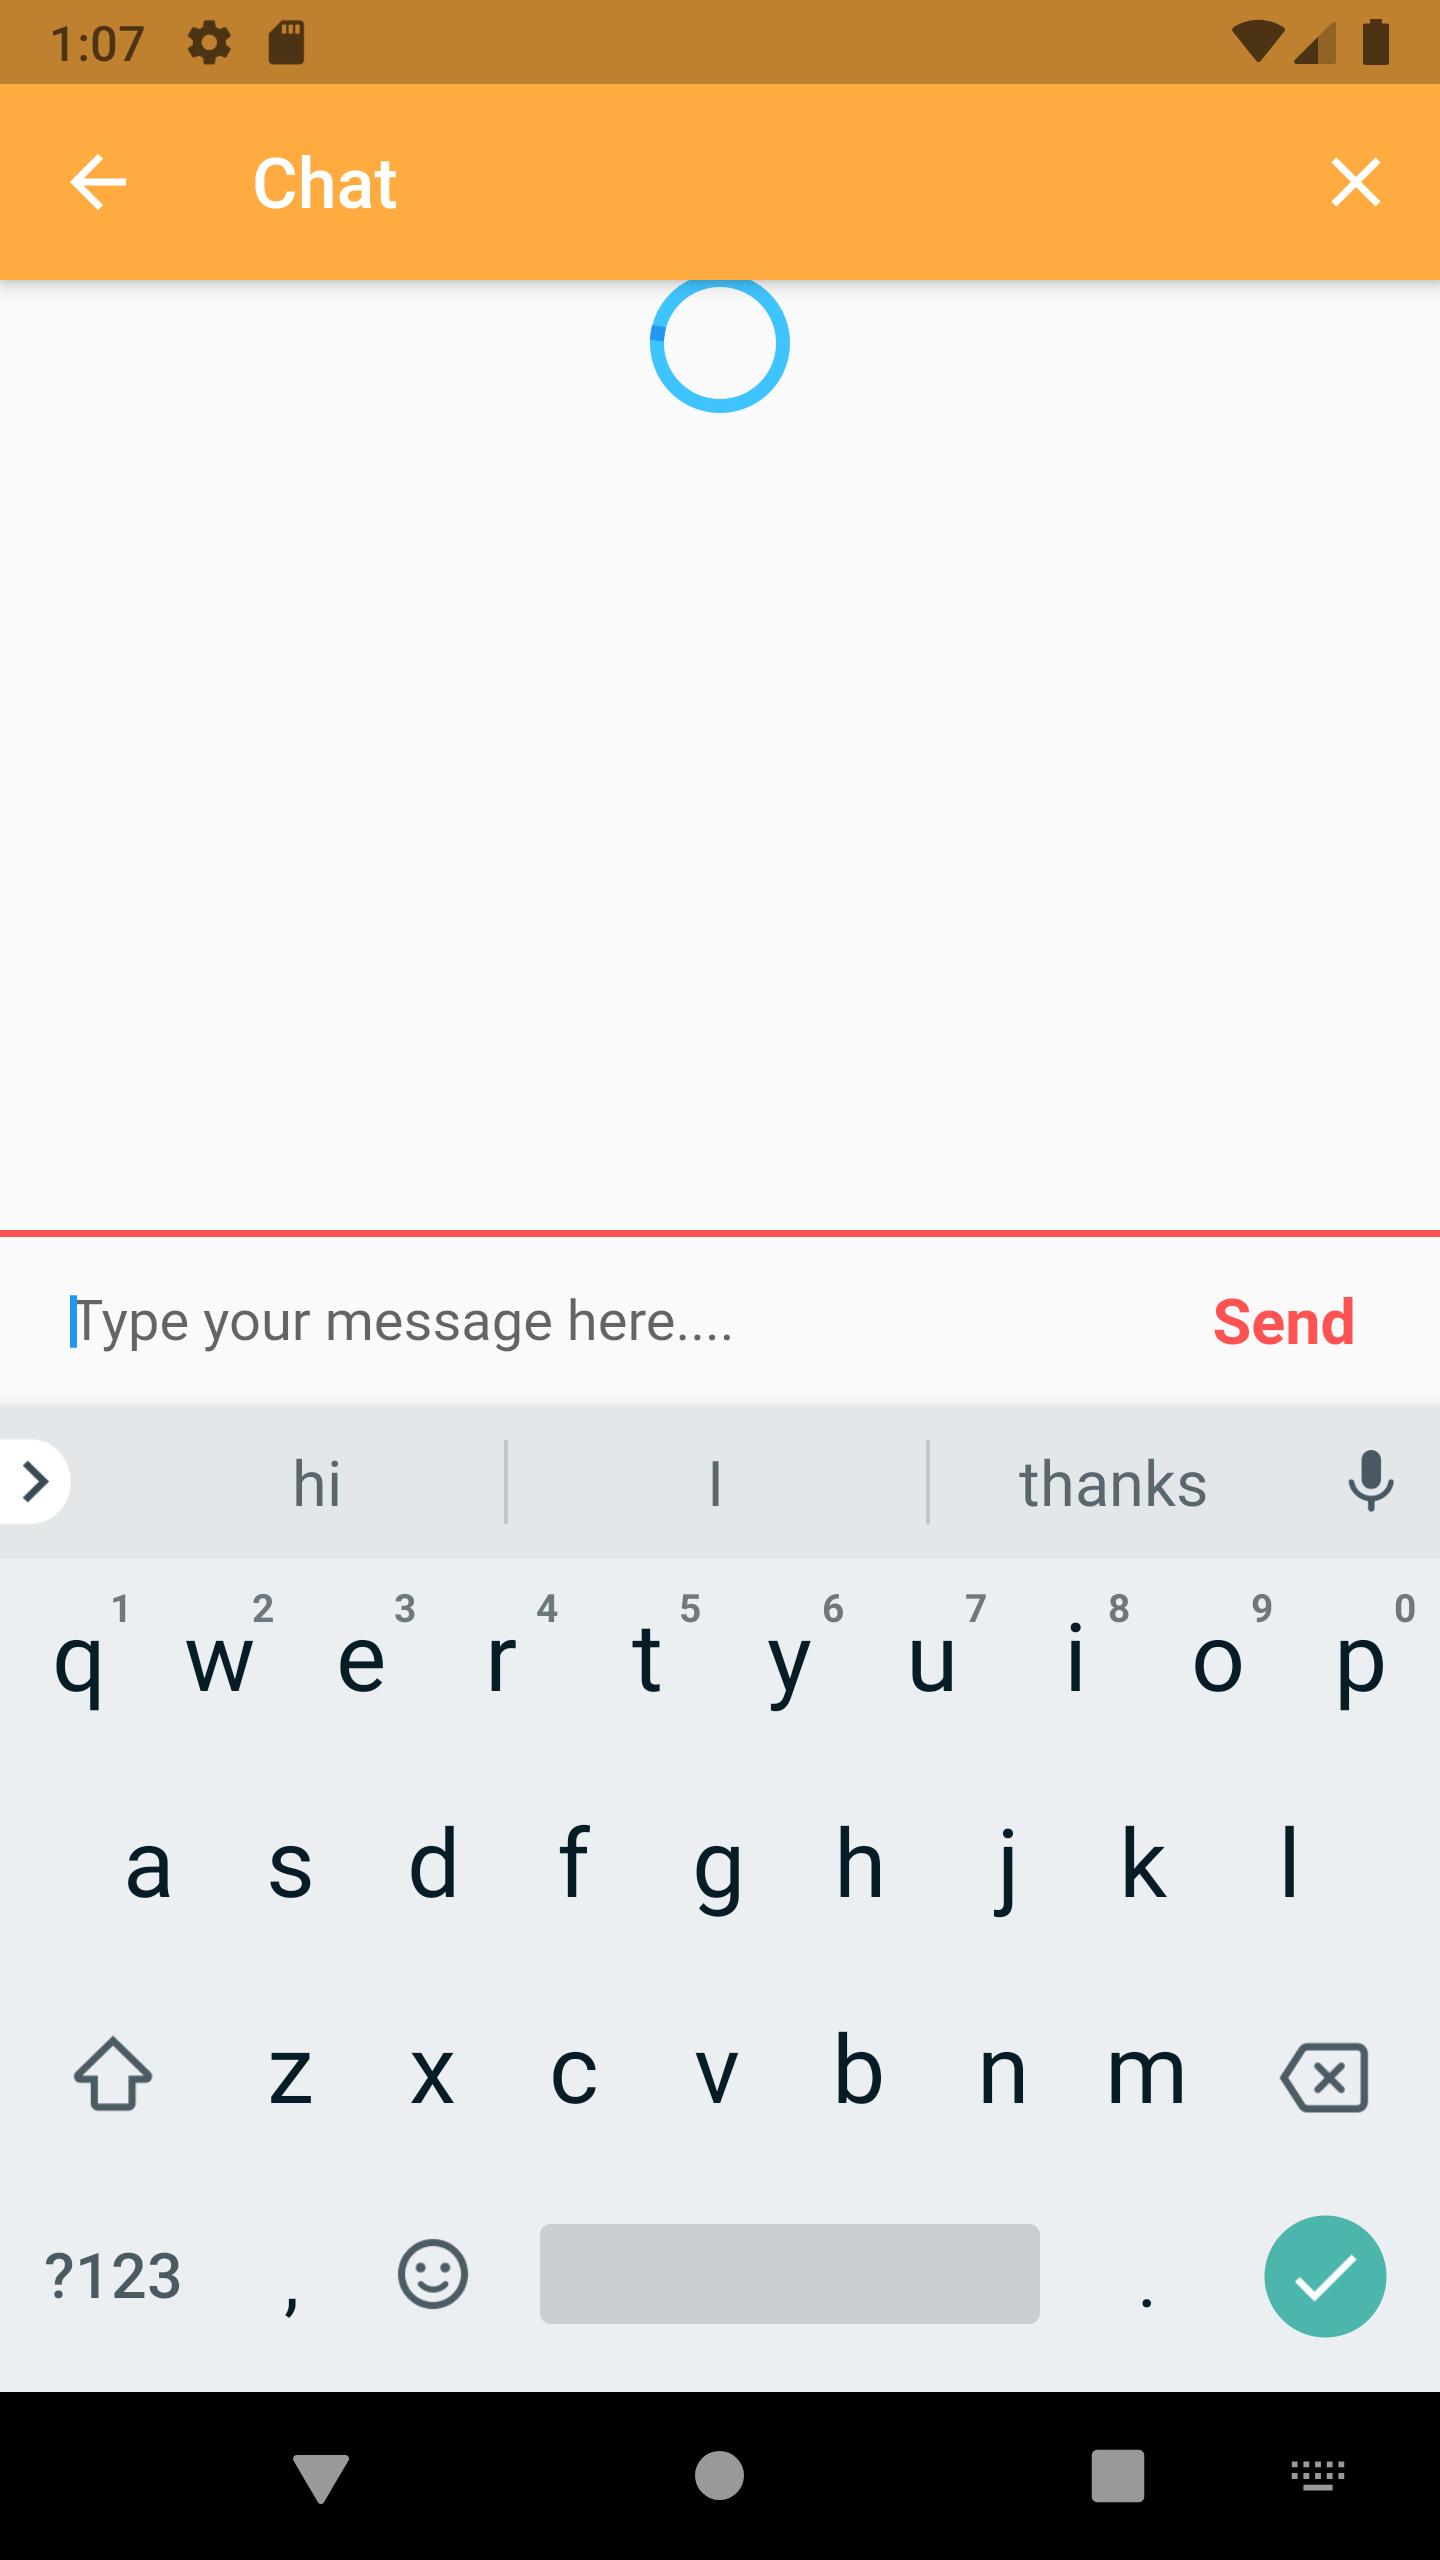 1:07
Chat
Type your message here....
Send
hi I thanks
1 2 3 4 5 6 7 8 9 0
q w e r t y u i o p
a s d f g h j k l
z x c v b n m
?123 , .